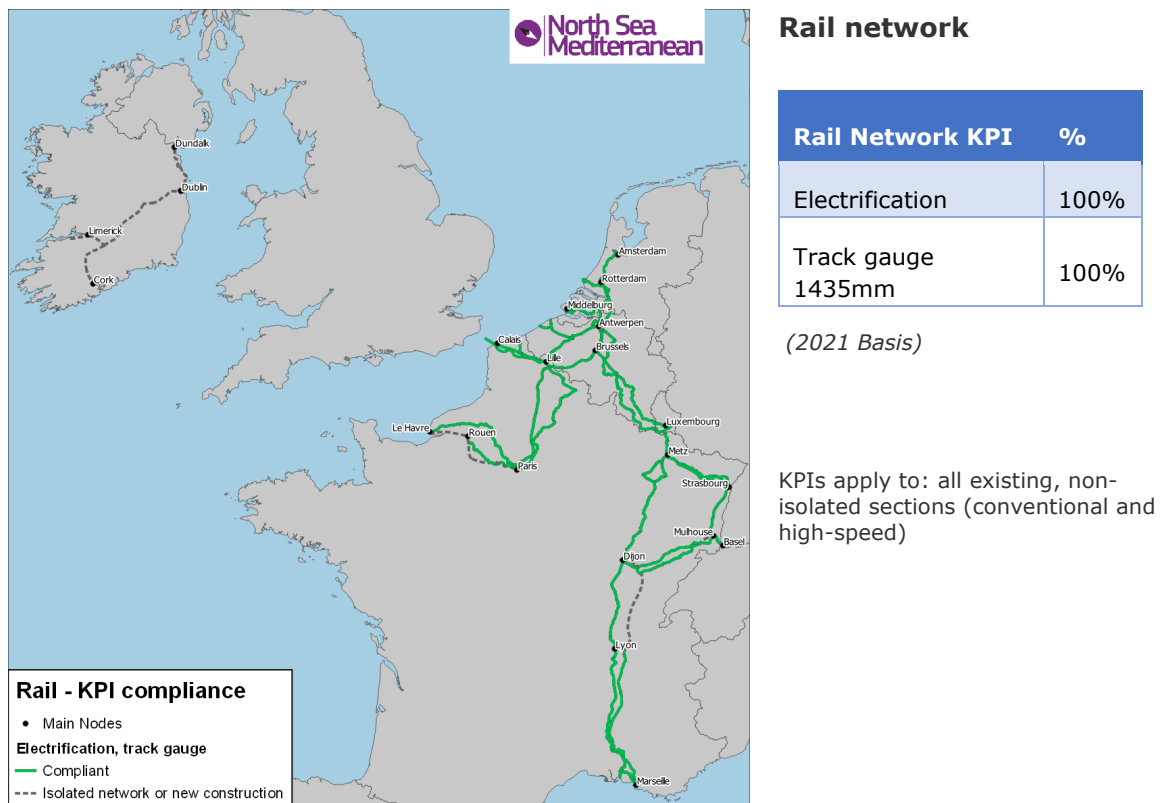 North Sea
Mediterranean
Dundalk
Dublin
Limerick
Cork
Amsterdam
Rotterdam
Middelburg
Antwerpen
Calais
Brussels
Lille
Le Havre
Rouen
Luxembourg
Paris
Metz
Strasbourg
Mulhouse
Basel
Dijon
Lyon
Marseille
Rail - KPI compliance
Main Nodes
Electrification, track gauge
Compliant
Isolated network or new construction
Rail network
Rail Network KPI %
Electrification 100%
Track gauge
1435mm 100%
(2021 Basis)
KPIs apply to: all existing, non-
isolated sections (conventional and
high-speed)